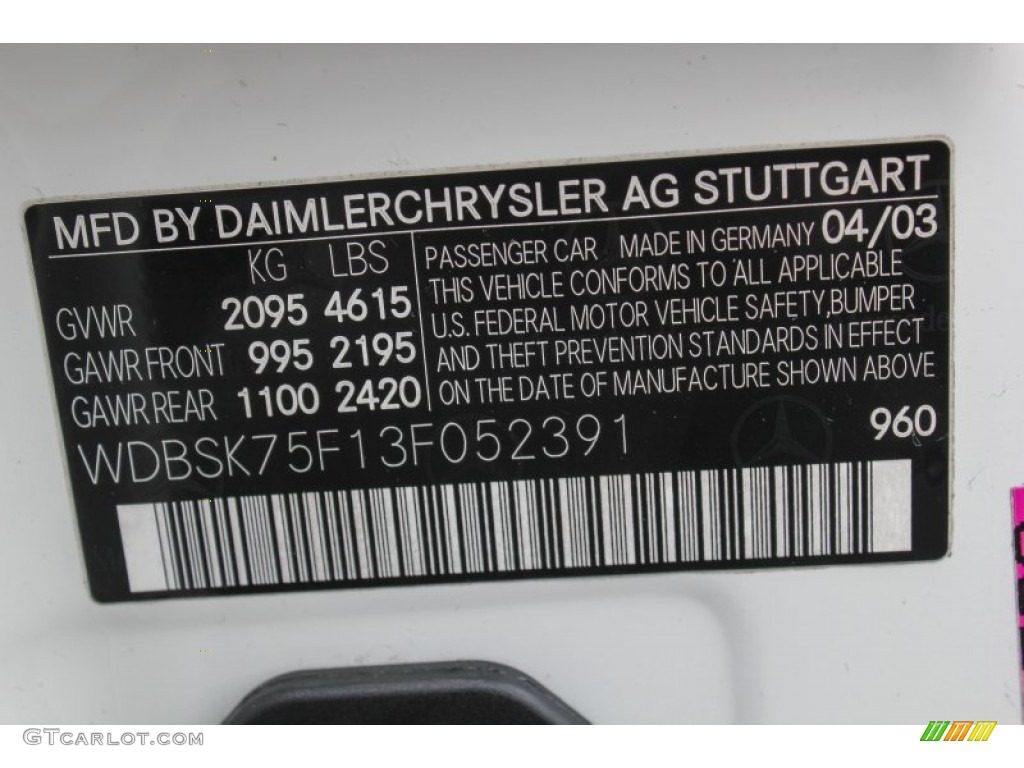 MFD BY DAIMLERCHRYSLER AG STUTTGART
KG LBS
GVWR 2095 4615
GAWR FRONT 995 2195
GAWR REAR 1100 2420
PASSENGER CAR MADE IN GERMANY 04/03
THIS VEHICLE CONFORMS TO ALL APPLICABLE
U.S. FEDERAL MOTOR VEHICLE SAFETY, BUMPER
AND THEFT PREVENTION STANDARDS IN EFFECT
ON THE DATE OF MANUFACTURE SHOWN ABOVE
WDBSK75F13F052391
960
GTCARLOT.COM